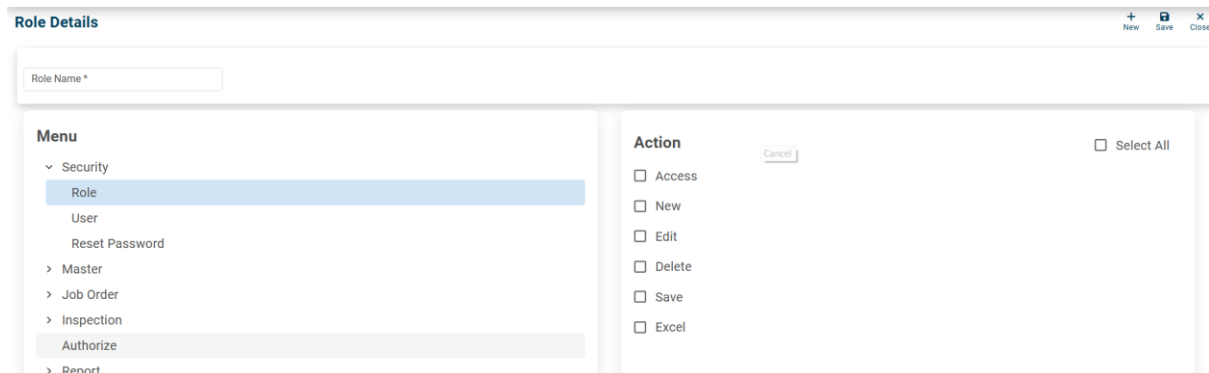 Role Details
New Save Close
Role Name *
Menu
Security
Role
User
Reset Password
Master
Job Order
Inspection
Authorize
Report
Action
Select All
Cancel
Access
New
Edit
Delete
Save
Excel